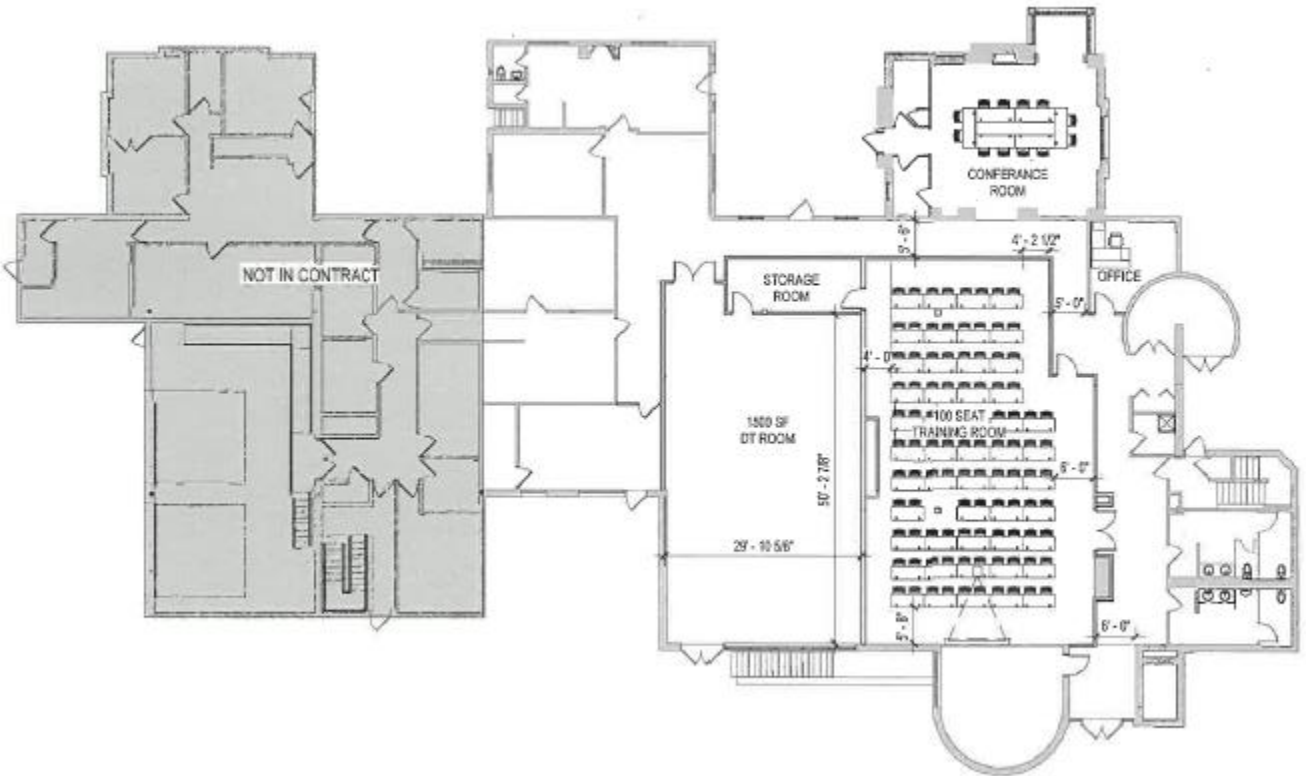 CONFERANCE
ROOM
5' - 6"
4' - 2 1/2"
NOT IN CONTRACT
STORAGE
ROOM
OFFICE
5' - 0"
4' - 0"
1500 SF
DT ROOM
100 SEAT
TRAINING ROOM
6' - 0"
50' - 2 7/8"
29' - 10 5/8"
5' - 8"
6' - 0"